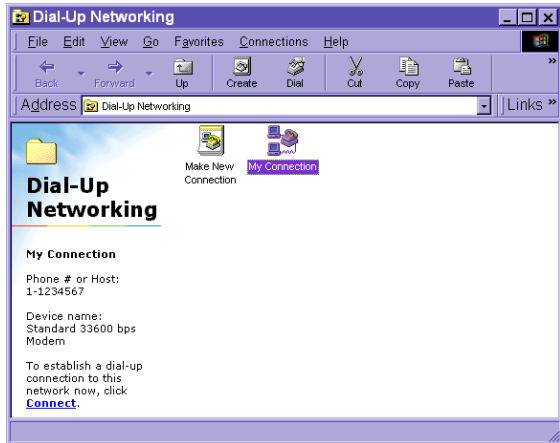 Dial-Up Networking
File Edit View Go Favorites Connections Help
Back Forward Up Create Dial Cut Copy Paste »
Address Dial-Up Networking Links »
Make New Connection
My Connection
Dial-Up
Networking
My Connection
Phone # or Host:
1-1234567
Device name:
Standard 33600 bps
Modem
To establish a dial-up
connection to this
network now, click
Connect.